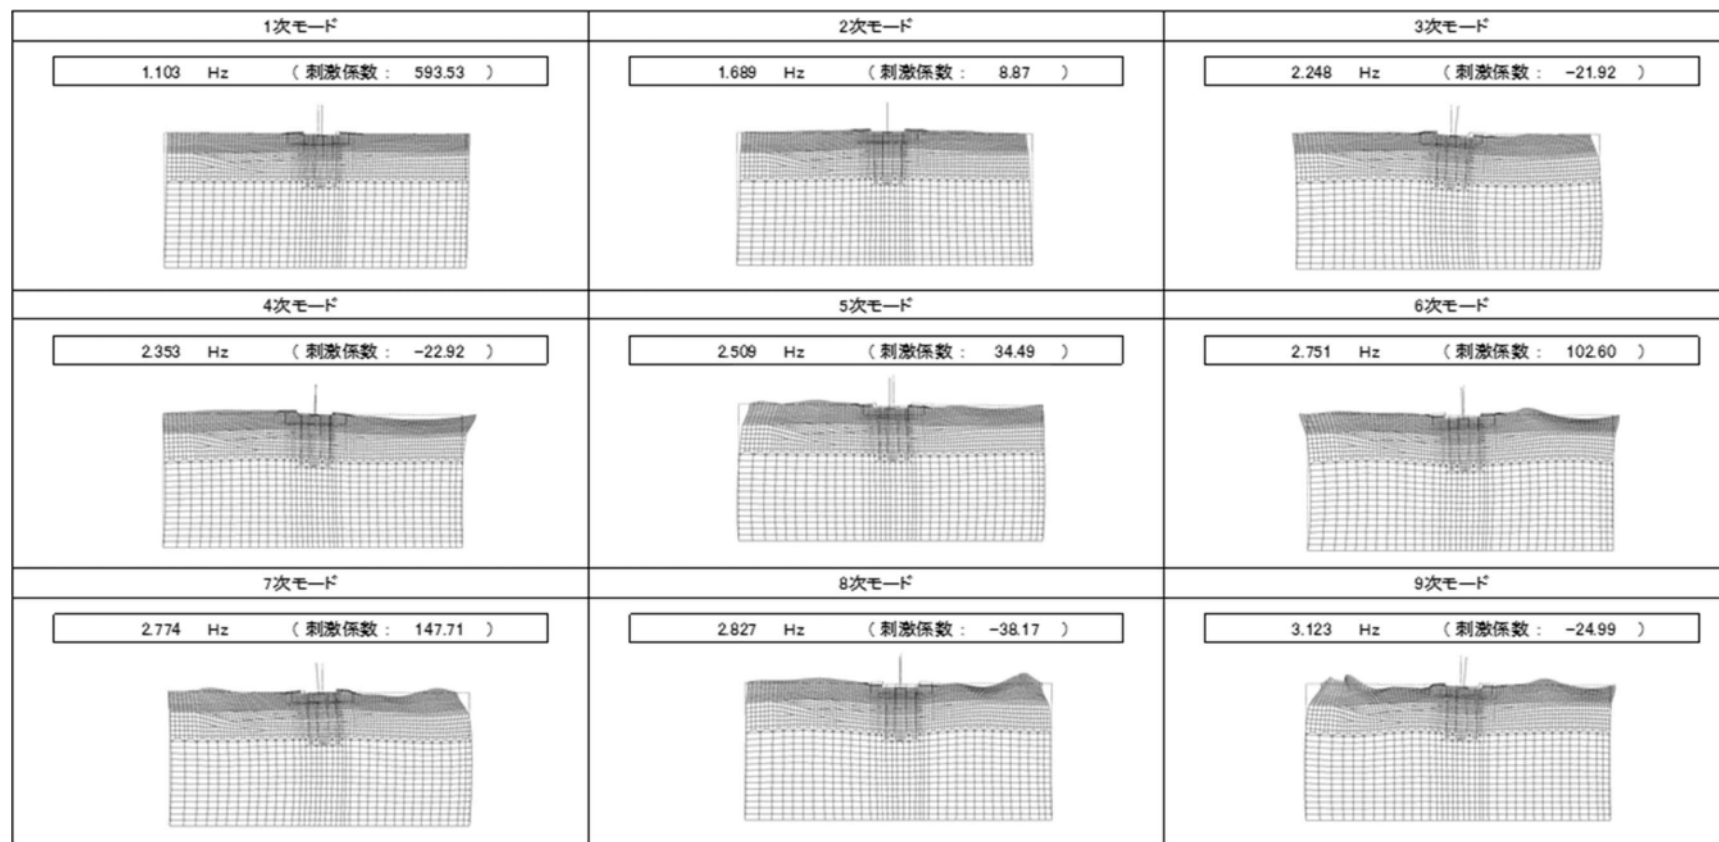 1次モード 2次モード 3次モード
1.103 Hz ( 刺激係数 : 593.53 ) 1.689 Hz ( 刺激係数 : 8.87 ) 2.248 Hz ( 刺激係数 : -21.92 )
4次モード 5次モード 6次モード
2.353 Hz ( 刺激係数 : -22.92 ) 2.509 Hz ( 刺激係数 : 34.49 ) 2.751 Hz ( 刺激係数 : 102.60 )
7次モード 8次モード 9次モード
2.774 Hz ( 刺激係数 : 147.71 ) 2.827 Hz ( 刺激係数 : -38.17 ) 3.123 Hz ( 刺激係数 : -24.99 )